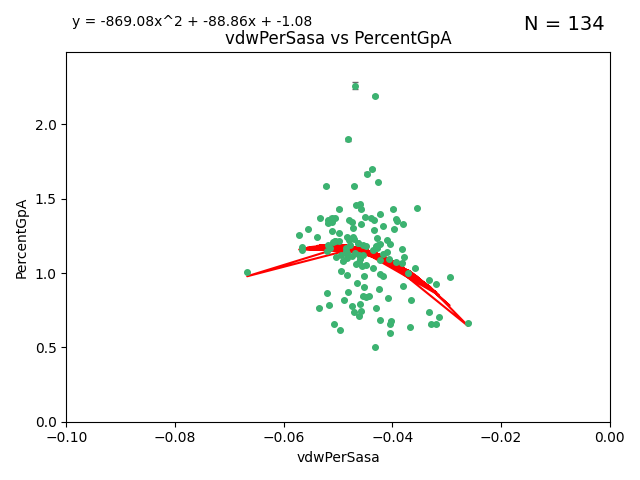 y = -869.08x^2 + -88.86x + -1.08
N = 134
vdwPerSasa vs PercentGpA
PercentGpA
2.0
1.5
1.0
0.5
0.0
−0.10
−0.08
−0.06
−0.04
−0.02
0.00
vdwPerSasa